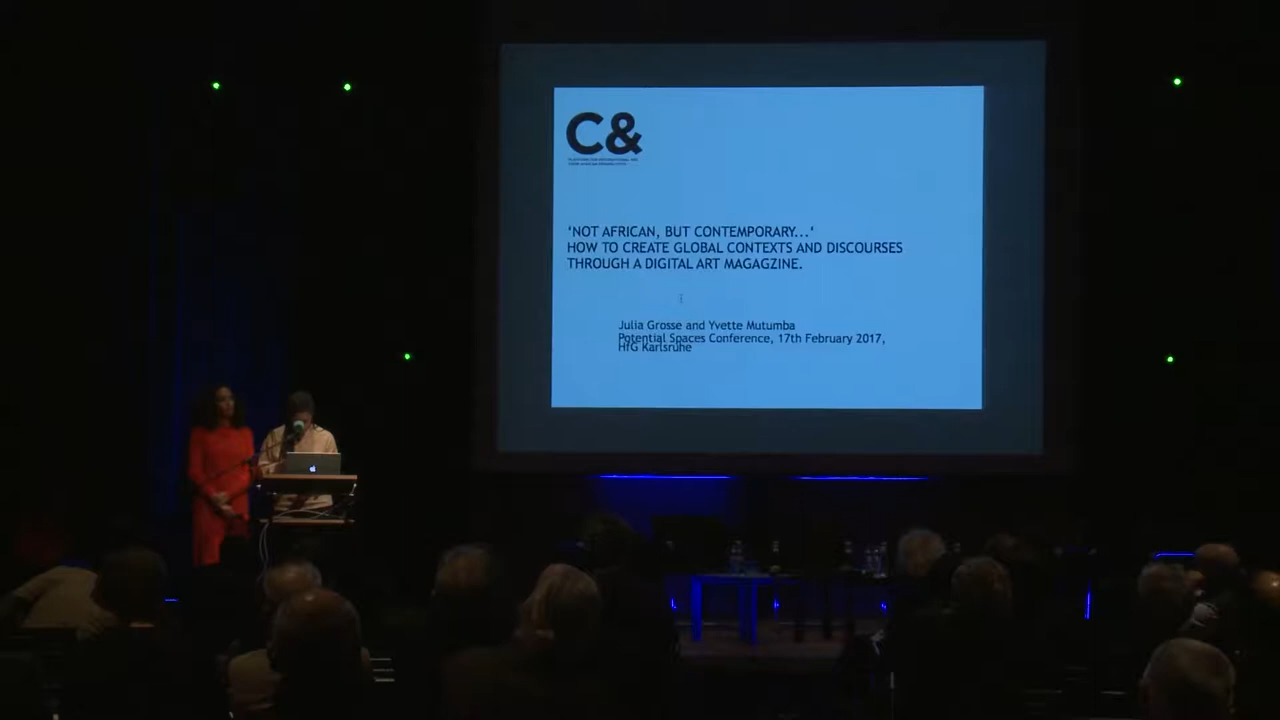 C&
‘NOT AFRICAN, BUT CONTEMPORARY...‘
HOW TO CREATE GLOBAL CONTEXTS AND DISCOURSES
THROUGH A DIGITAL ART MAGAGZINE.
Julia Grosse and Yvette Mutumba
Potential Spaces Conference, 17th February 2017,
HfG Karlsruhe